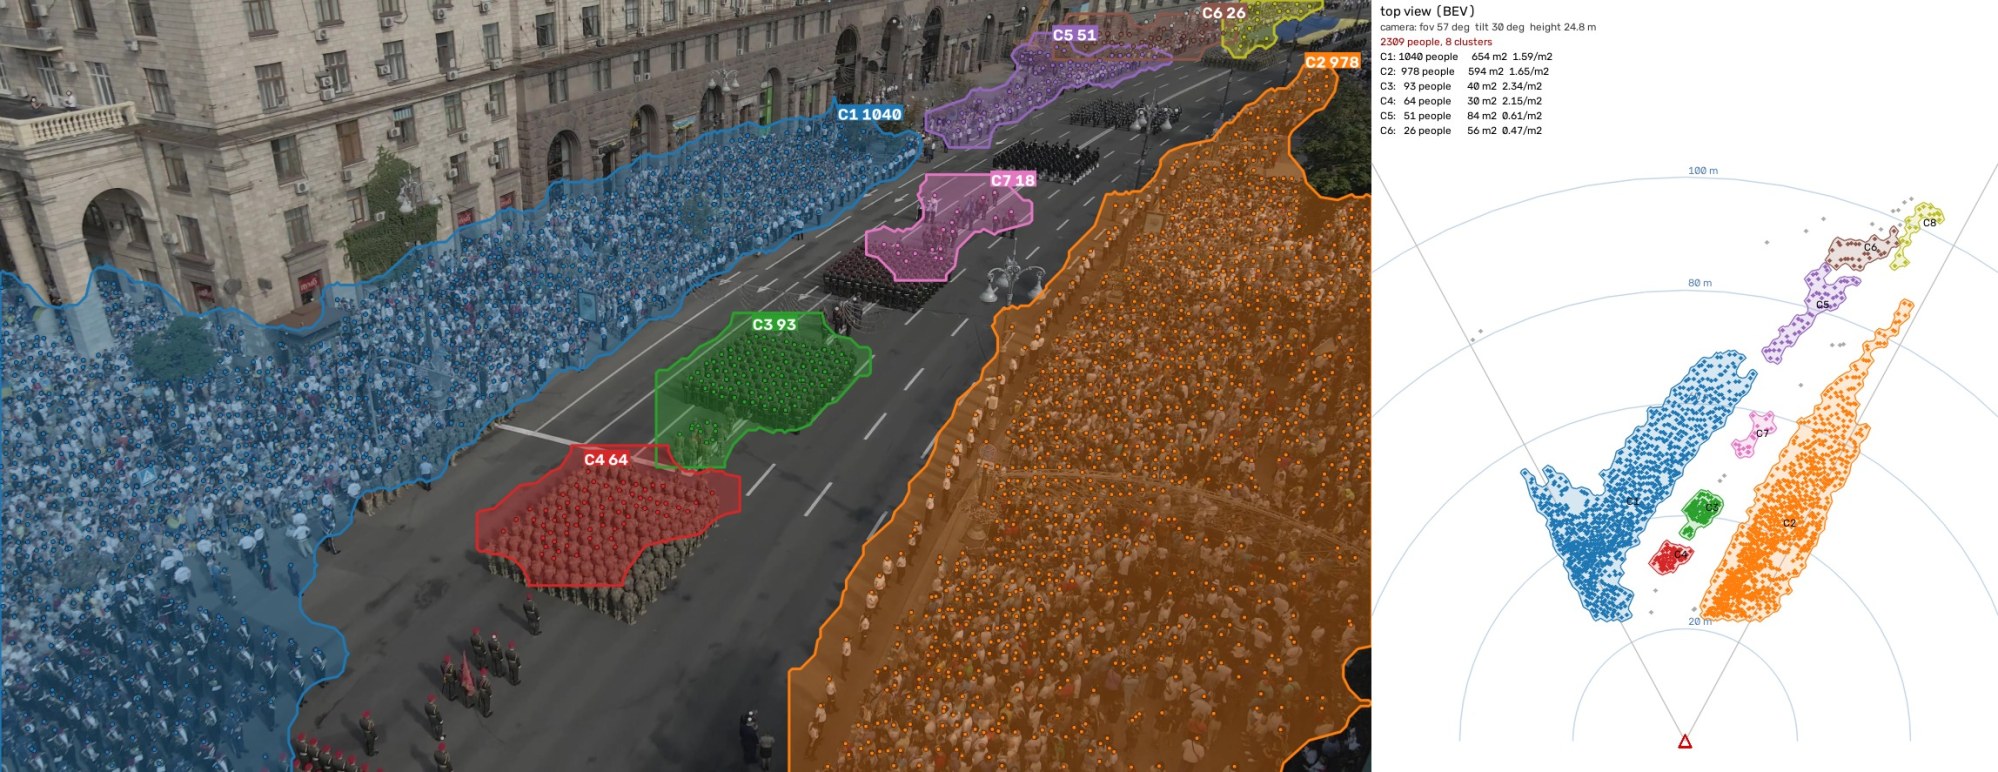 C6 26
C5 51
C2 978
C1 1040
C7 18
C3 93
C4 64
top view (BEV)
camera: fov 57 deg tilt 30 deg height 24.8 m
2309 people, 8 clusters
C1: 1040 people 654 m2 1.59/m2
C2: 978 people 594 m2 1.65/m2
C3: 93 people 40 m2 2.34/m2
C4: 64 people 30 m2 2.15/m2
C5: 51 people 84 m2 0.61/m2
C6: 26 people 56 m2 0.47/m2
100 m
C8
C6
80 m
C5
C7
C1
C3
C2
C4
20 m